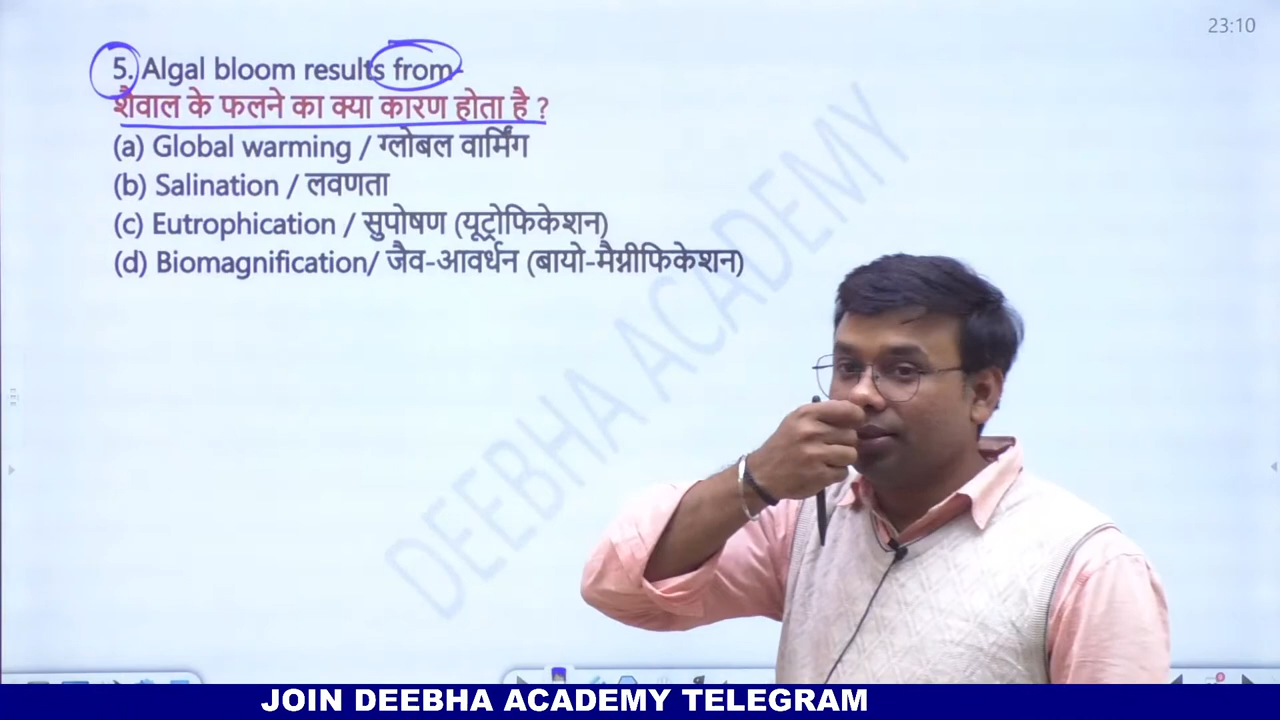 23:10
5. Algal bloom results from-
शैवाल के फलने का क्या कारण होता है ?
(a) Global warming / ग्लोबल वार्मिंग
(b) Salination / लवणता
(c) Eutrophication / सुपोषण (यूट्रोफिकेशन)
(d) Biomagnification/ जैव-आवर्धन (बायो-मैग्नीफिकेशन)
DEEBHA ACADEMY
JOIN DEEBHA ACADEMY TELEGRAM